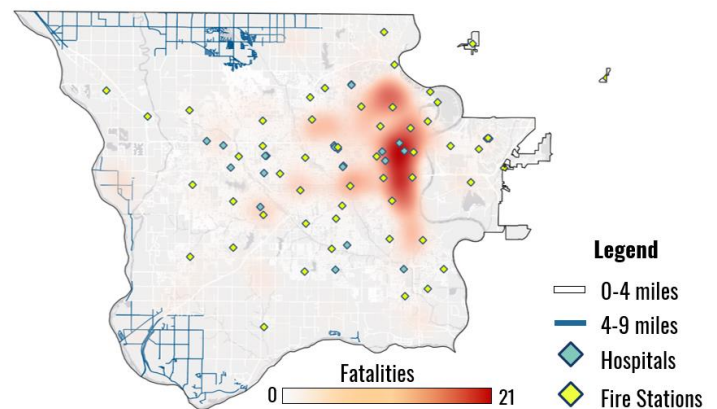 Legend
0-4 miles
4-9 miles
Hospitals
Fire Stations
Fatalities
0 21